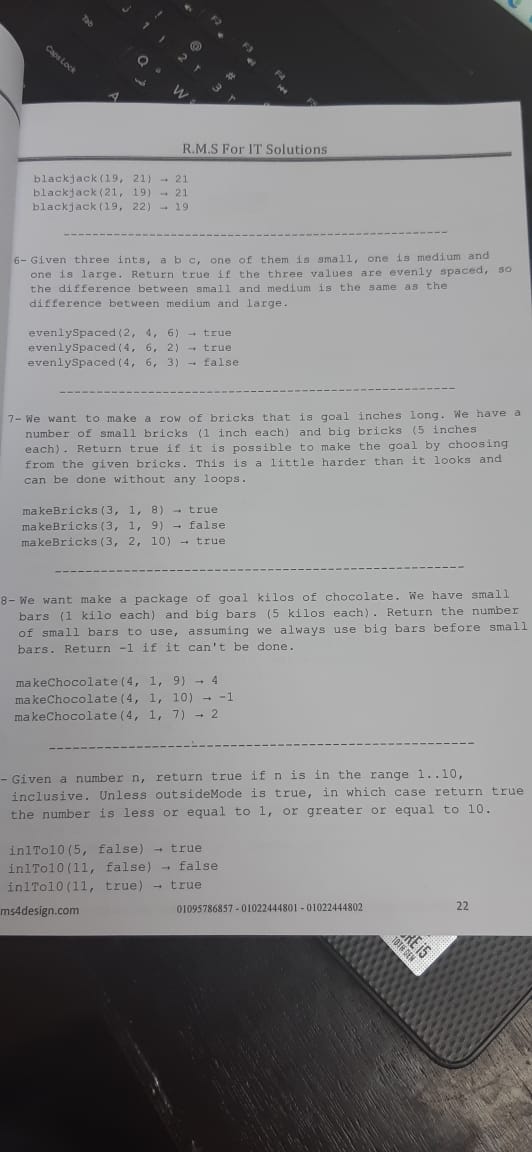 Tab
Caps Lock
Q
W
A
@
2
#
3
F2
F3
F4
R.M.S For IT Solutions
blackjack(19, 21) → 21
blackjack(21, 19) → 21
blackjack(19, 22) → 19
6- Given three ints, a b c, one of them is small, one is medium and
one is large. Return true if the three values are evenly spaced, so
the difference between small and medium is the same as the
difference between medium and large.
evenlySpaced(2, 4, 6) → true
evenlySpaced(4, 6, 2) → true
evenlySpaced(4, 6, 3) → false
7- We want to make a row of bricks that is goal inches long. We have a
number of small bricks (1 inch each) and big bricks (5 inches
each). Return true if it is possible to make the goal by choosing
from the given bricks. This is a little harder than it looks and
can be done without any loops.
makeBricks(3, 1, 8) → true
makeBricks(3, 1, 9) → false
makeBricks(3, 2, 10) → true
8- We want make a package of goal kilos of chocolate. We have small
bars (1 kilo each) and big bars (5 kilos each). Return the number
of small bars to use, assuming we always use big bars before small
bars. Return -1 if it can't be done.
makeChocolate(4, 1, 9) → 4
makeChocolate(4, 1, 10) → -1
makeChocolate(4, 1, 7) → 2
- Given a number n, return true if n is in the range 1..10,
inclusive. Unless outsideMode is true, in which case return true
the number is less or equal to 1, or greater or equal to 10.
in1To10(5, false) → true
in1To10(11, false) → false
in1To10(11, true) → true
ms4design.com 01095786857 - 01022444801 - 01022444802 22
CORE i5
10TH GEN